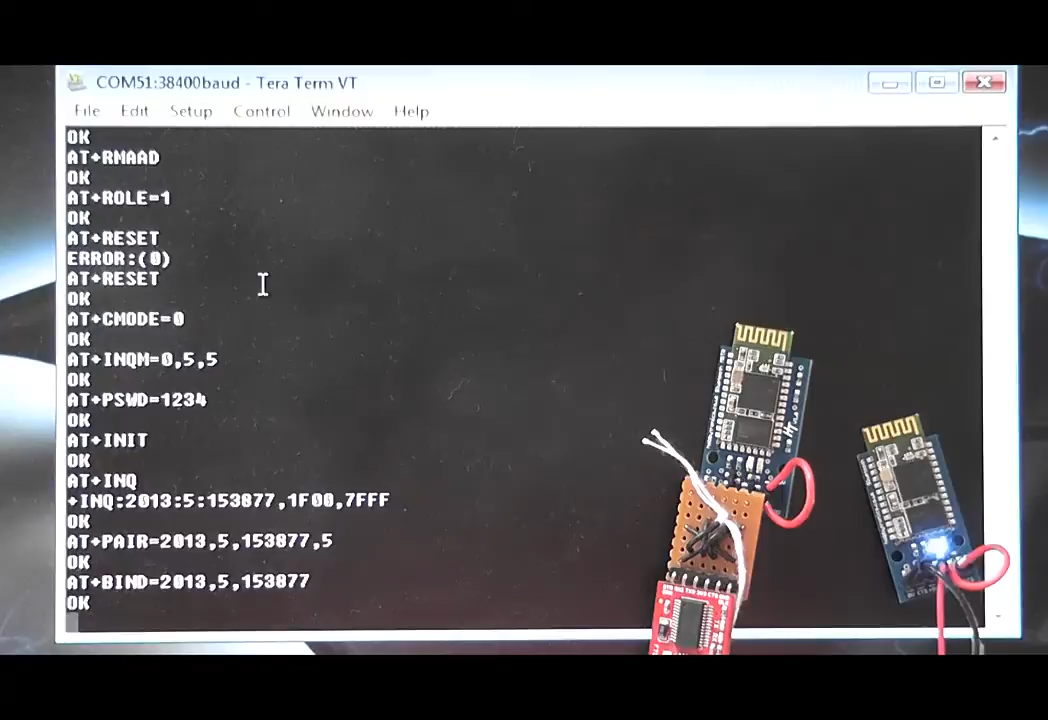 COM51:38400baud - Tera Term VT
File Edit Setup Control Window Help
OK
AT+RMAAD
OK
AT+ROLE=1
OK
AT+RESET
ERROR:(0)
AT+RESET
OK
AT+CMODE=0
OK
AT+INQM=0,5,5
OK
AT+PSWD=1234
OK
AT+INIT
OK
AT+INQ
+INQ:2013:5:153877,1F00,7FFF
OK
AT+PAIR=2013,5,153877,5
OK
AT+BIND=2013,5,153877
OK